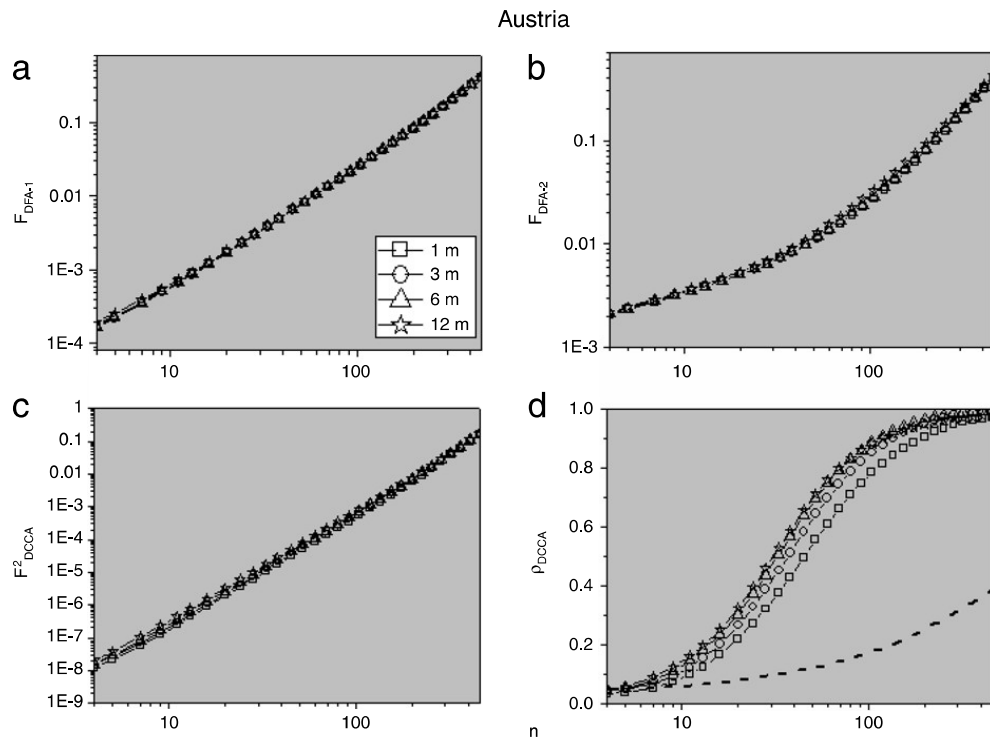 Austria
a
0.1
0.01
1E-3
1E-4
F_DFA-1
10
100
1 m
3 m
6 m
12 m
b
0.1
0.01
1E-3
F_DFA-2
10
100
c
1
0.1
0.01
1E-3
1E-4
1E-5
1E-6
1E-7
1E-8
1E-9
F²_DCCA
10
100
d
1.0
0.8
0.6
0.4
0.2
0.0
ρ_DCCA
10
100
n